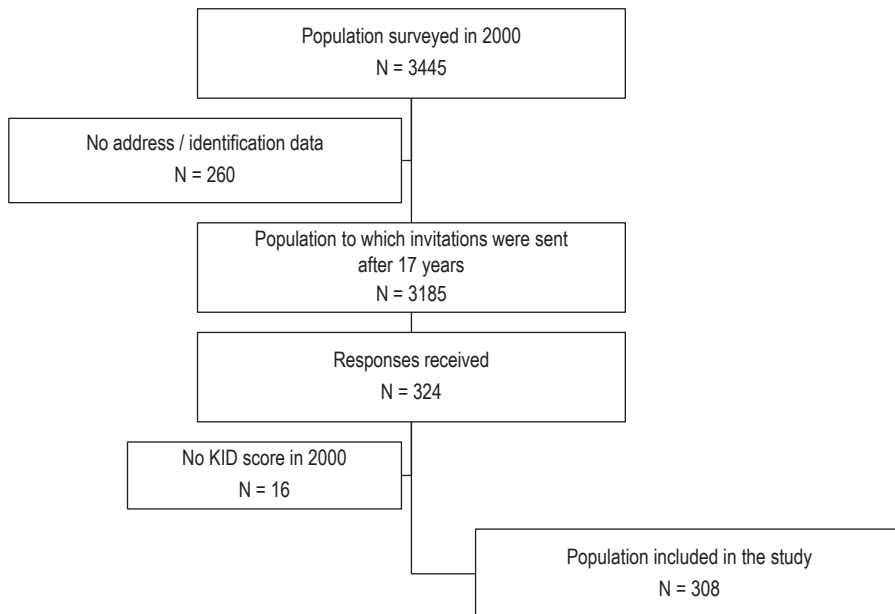 Population surveyed in 2000
N = 3445
No address / identification data
N = 260
Population to which invitations were sent
after 17 years
N = 3185
Responses received
N = 324
No KID score in 2000
N = 16
Population included in the study
N = 308